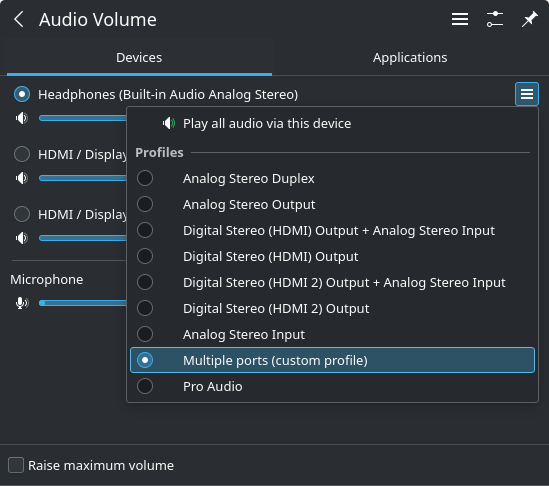 Audio Volume
Devices
Applications
Headphones (Built-in Audio Analog Stereo)
Play all audio via this device
HDMI / Display
Profiles
Analog Stereo Duplex
Analog Stereo Output
HDMI / Display
Digital Stereo (HDMI) Output + Analog Stereo Input
Digital Stereo (HDMI) Output
Microphone
Digital Stereo (HDMI 2) Output + Analog Stereo Input
Digital Stereo (HDMI 2) Output
Analog Stereo Input
Multiple ports (custom profile)
Pro Audio
Raise maximum volume